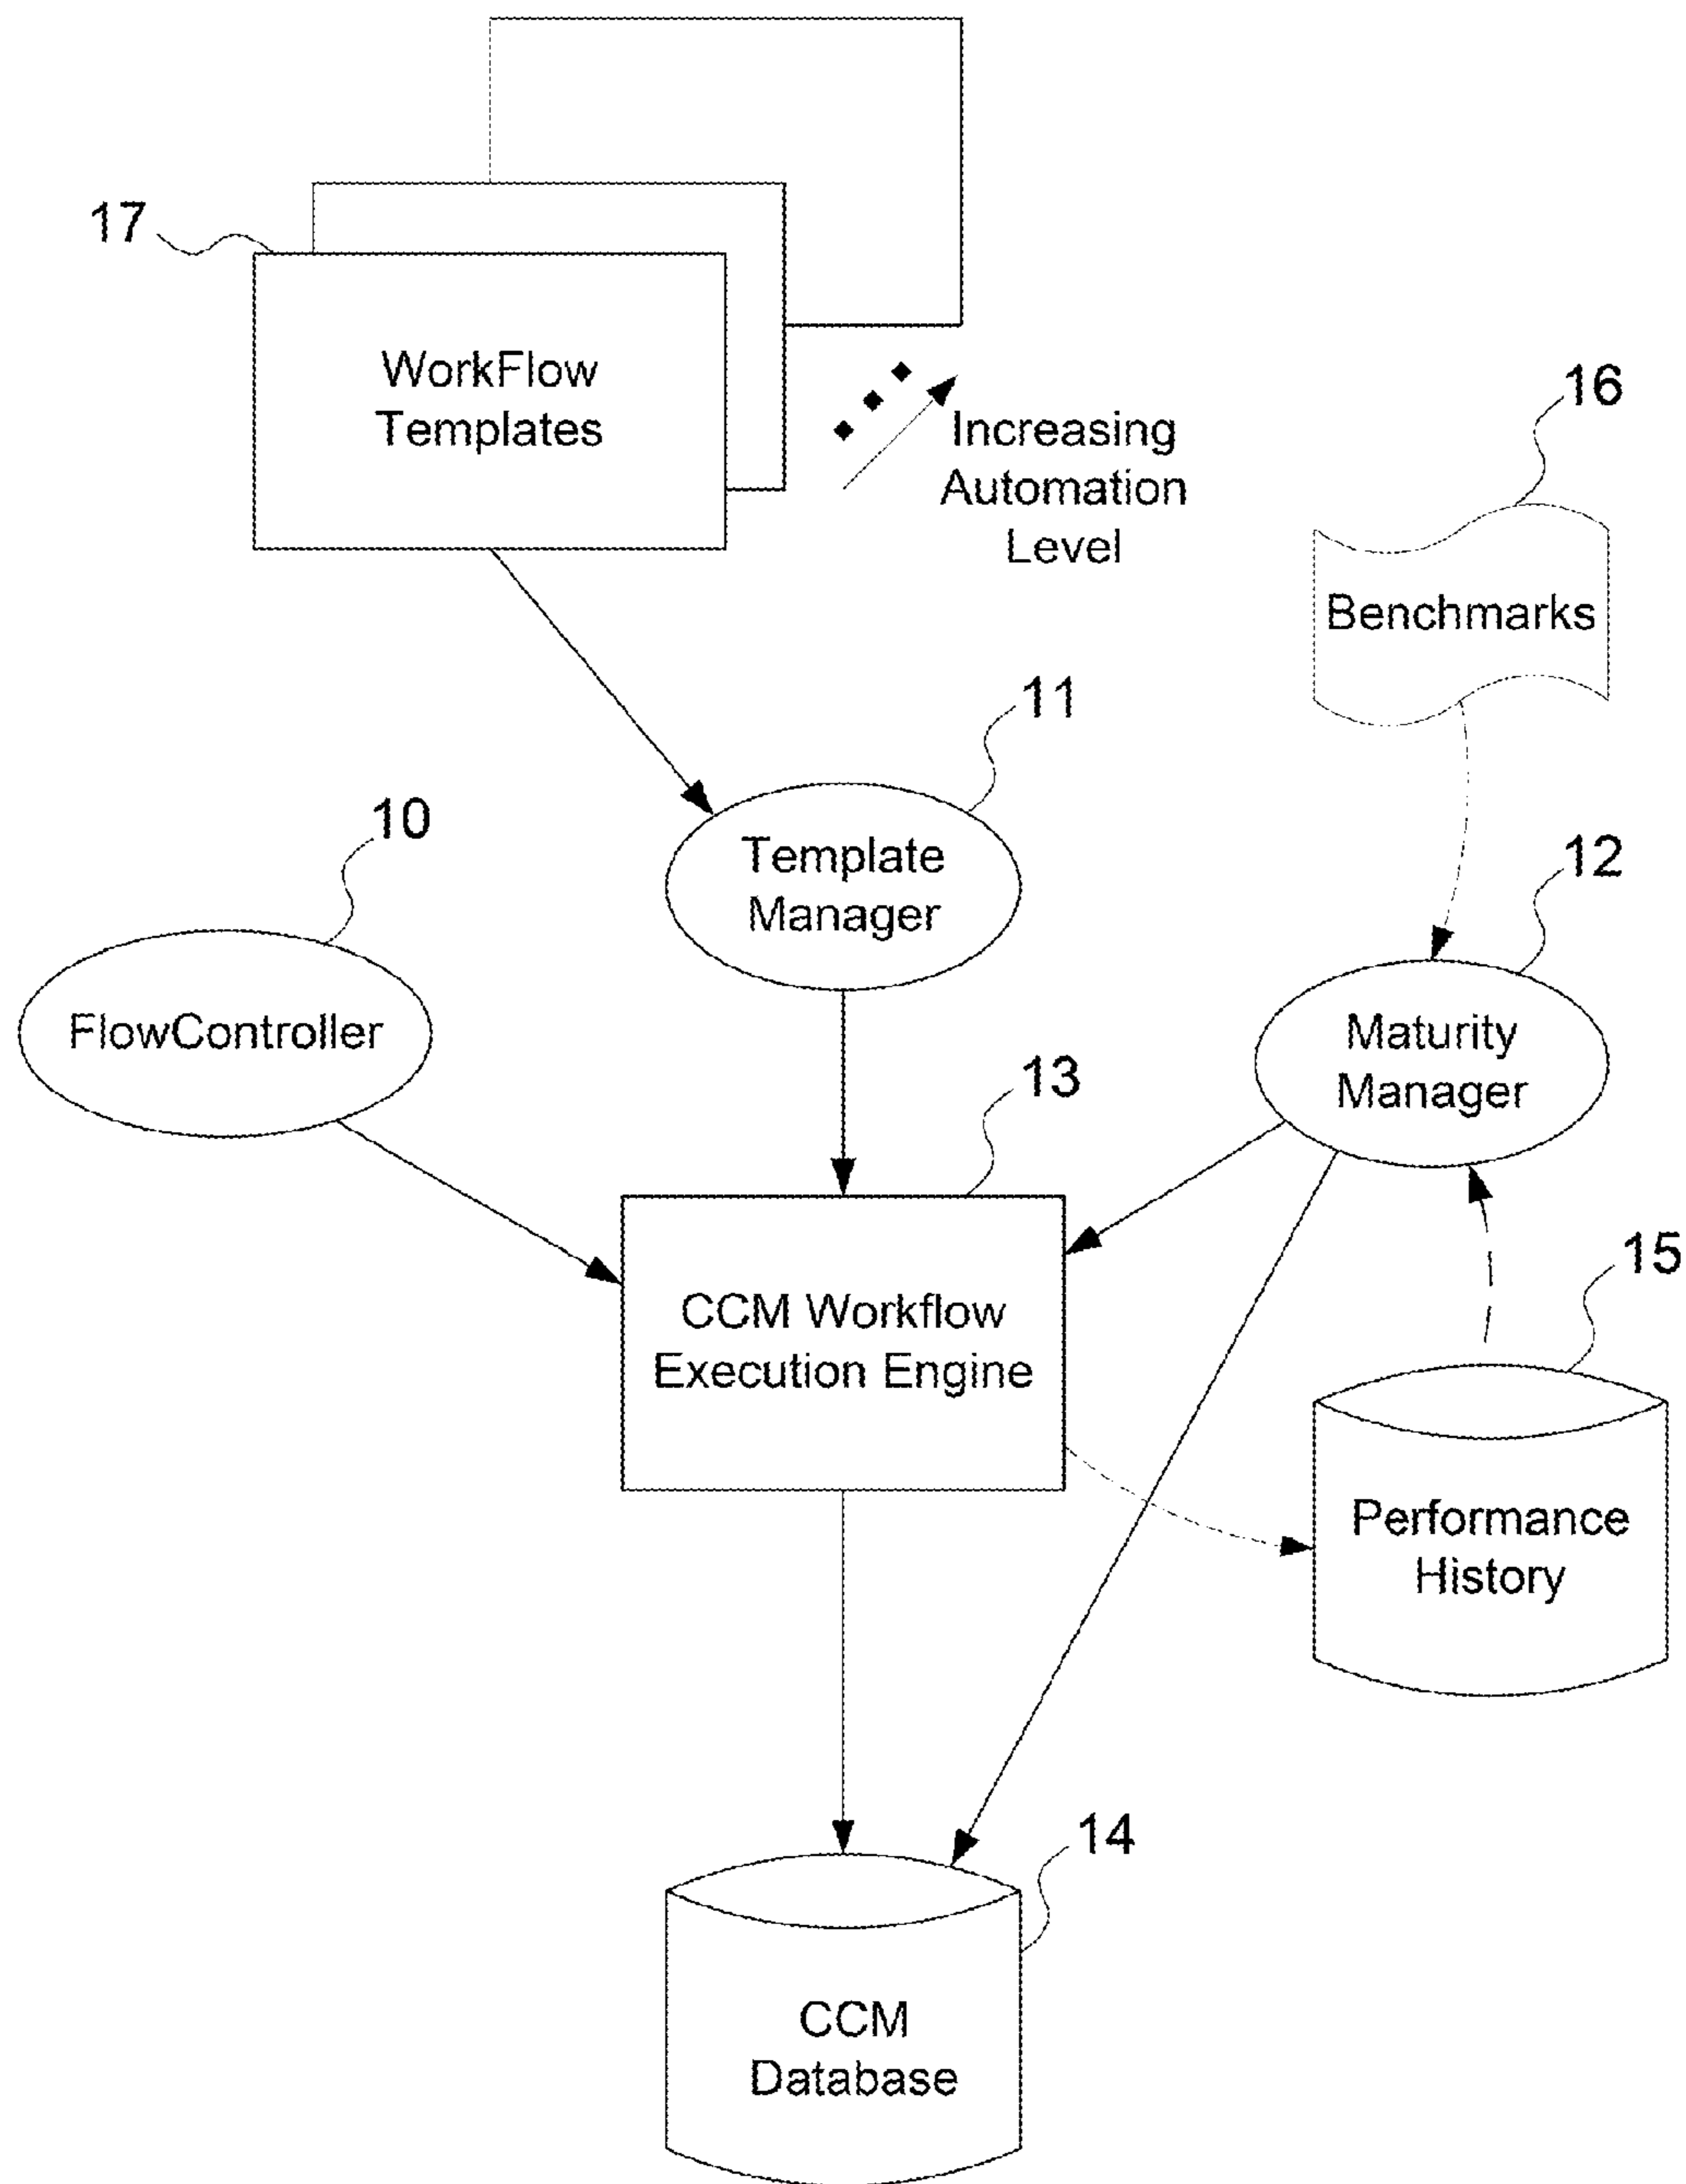 17
WorkFlow
Templates
Increasing
Automation
Level
16
Benchmarks
11
Template
Manager
10
FlowController
12
Maturity
Manager
13
CCM Workflow
Execution Engine
15
Performance
History
14
CCM
Database